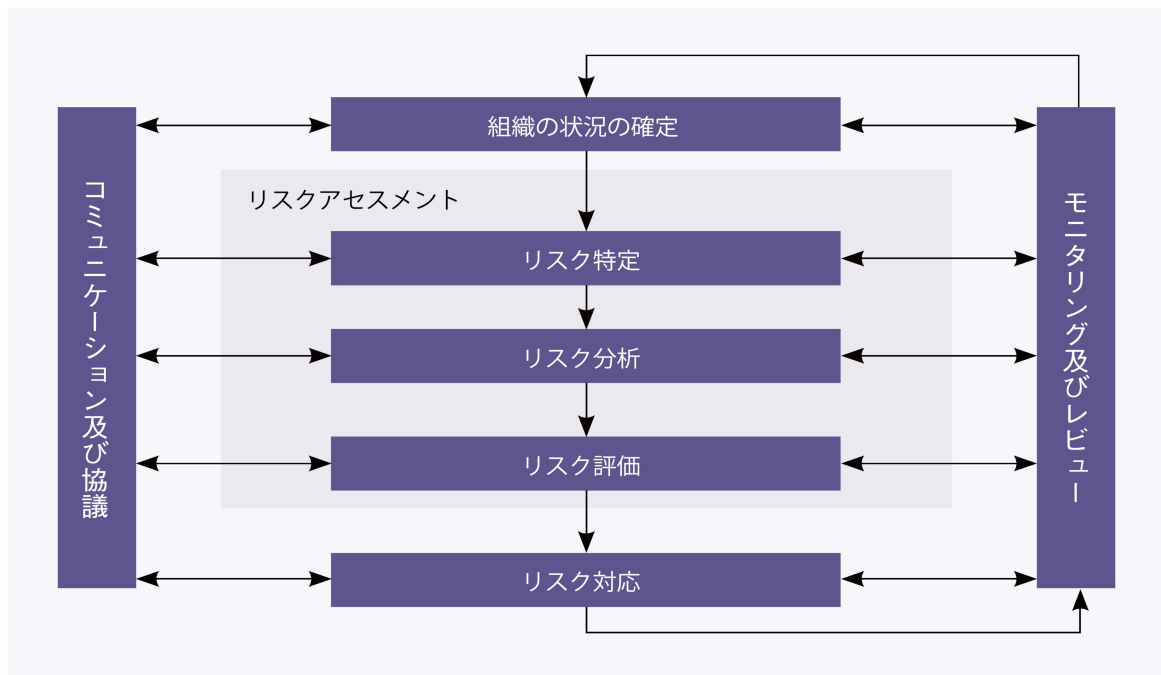 組織の状況の確定
リスクアセスメント
リスク特定
リスク分析
リスク評価
リスク対応
コミュニケーション及び協議
モニタリング及びレビュー